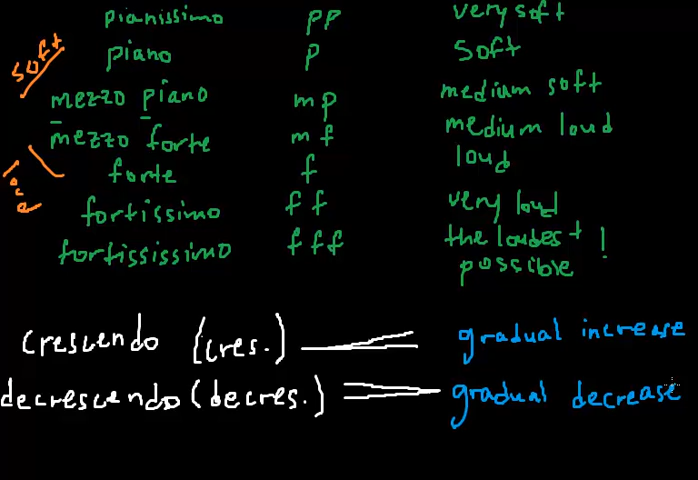 pianissimo pp very soft
soft piano p soft
mezzo piano mp medium soft
mezzo forte mf medium loud
forte f loud
fortissimo ff very loud
fortississimo fff the loudest possible !
crescendo (cres.) gradual increase
decrescendo (decres.) gradual decrease